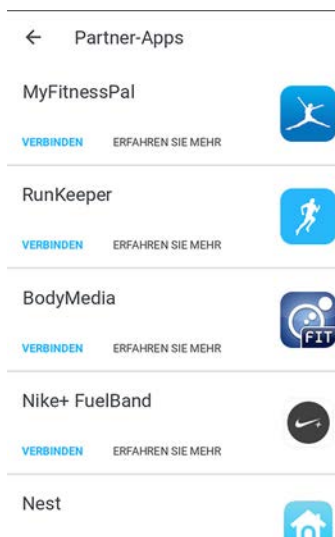 Partner-Apps
MyFitnessPal
VERBINDEN ERFAHREN SIE MEHR
RunKeeper
VERBINDEN ERFAHREN SIE MEHR
BodyMedia
FIT
VERBINDEN ERFAHREN SIE MEHR
Nike+ FuelBand
VERBINDEN ERFAHREN SIE MEHR
Nest